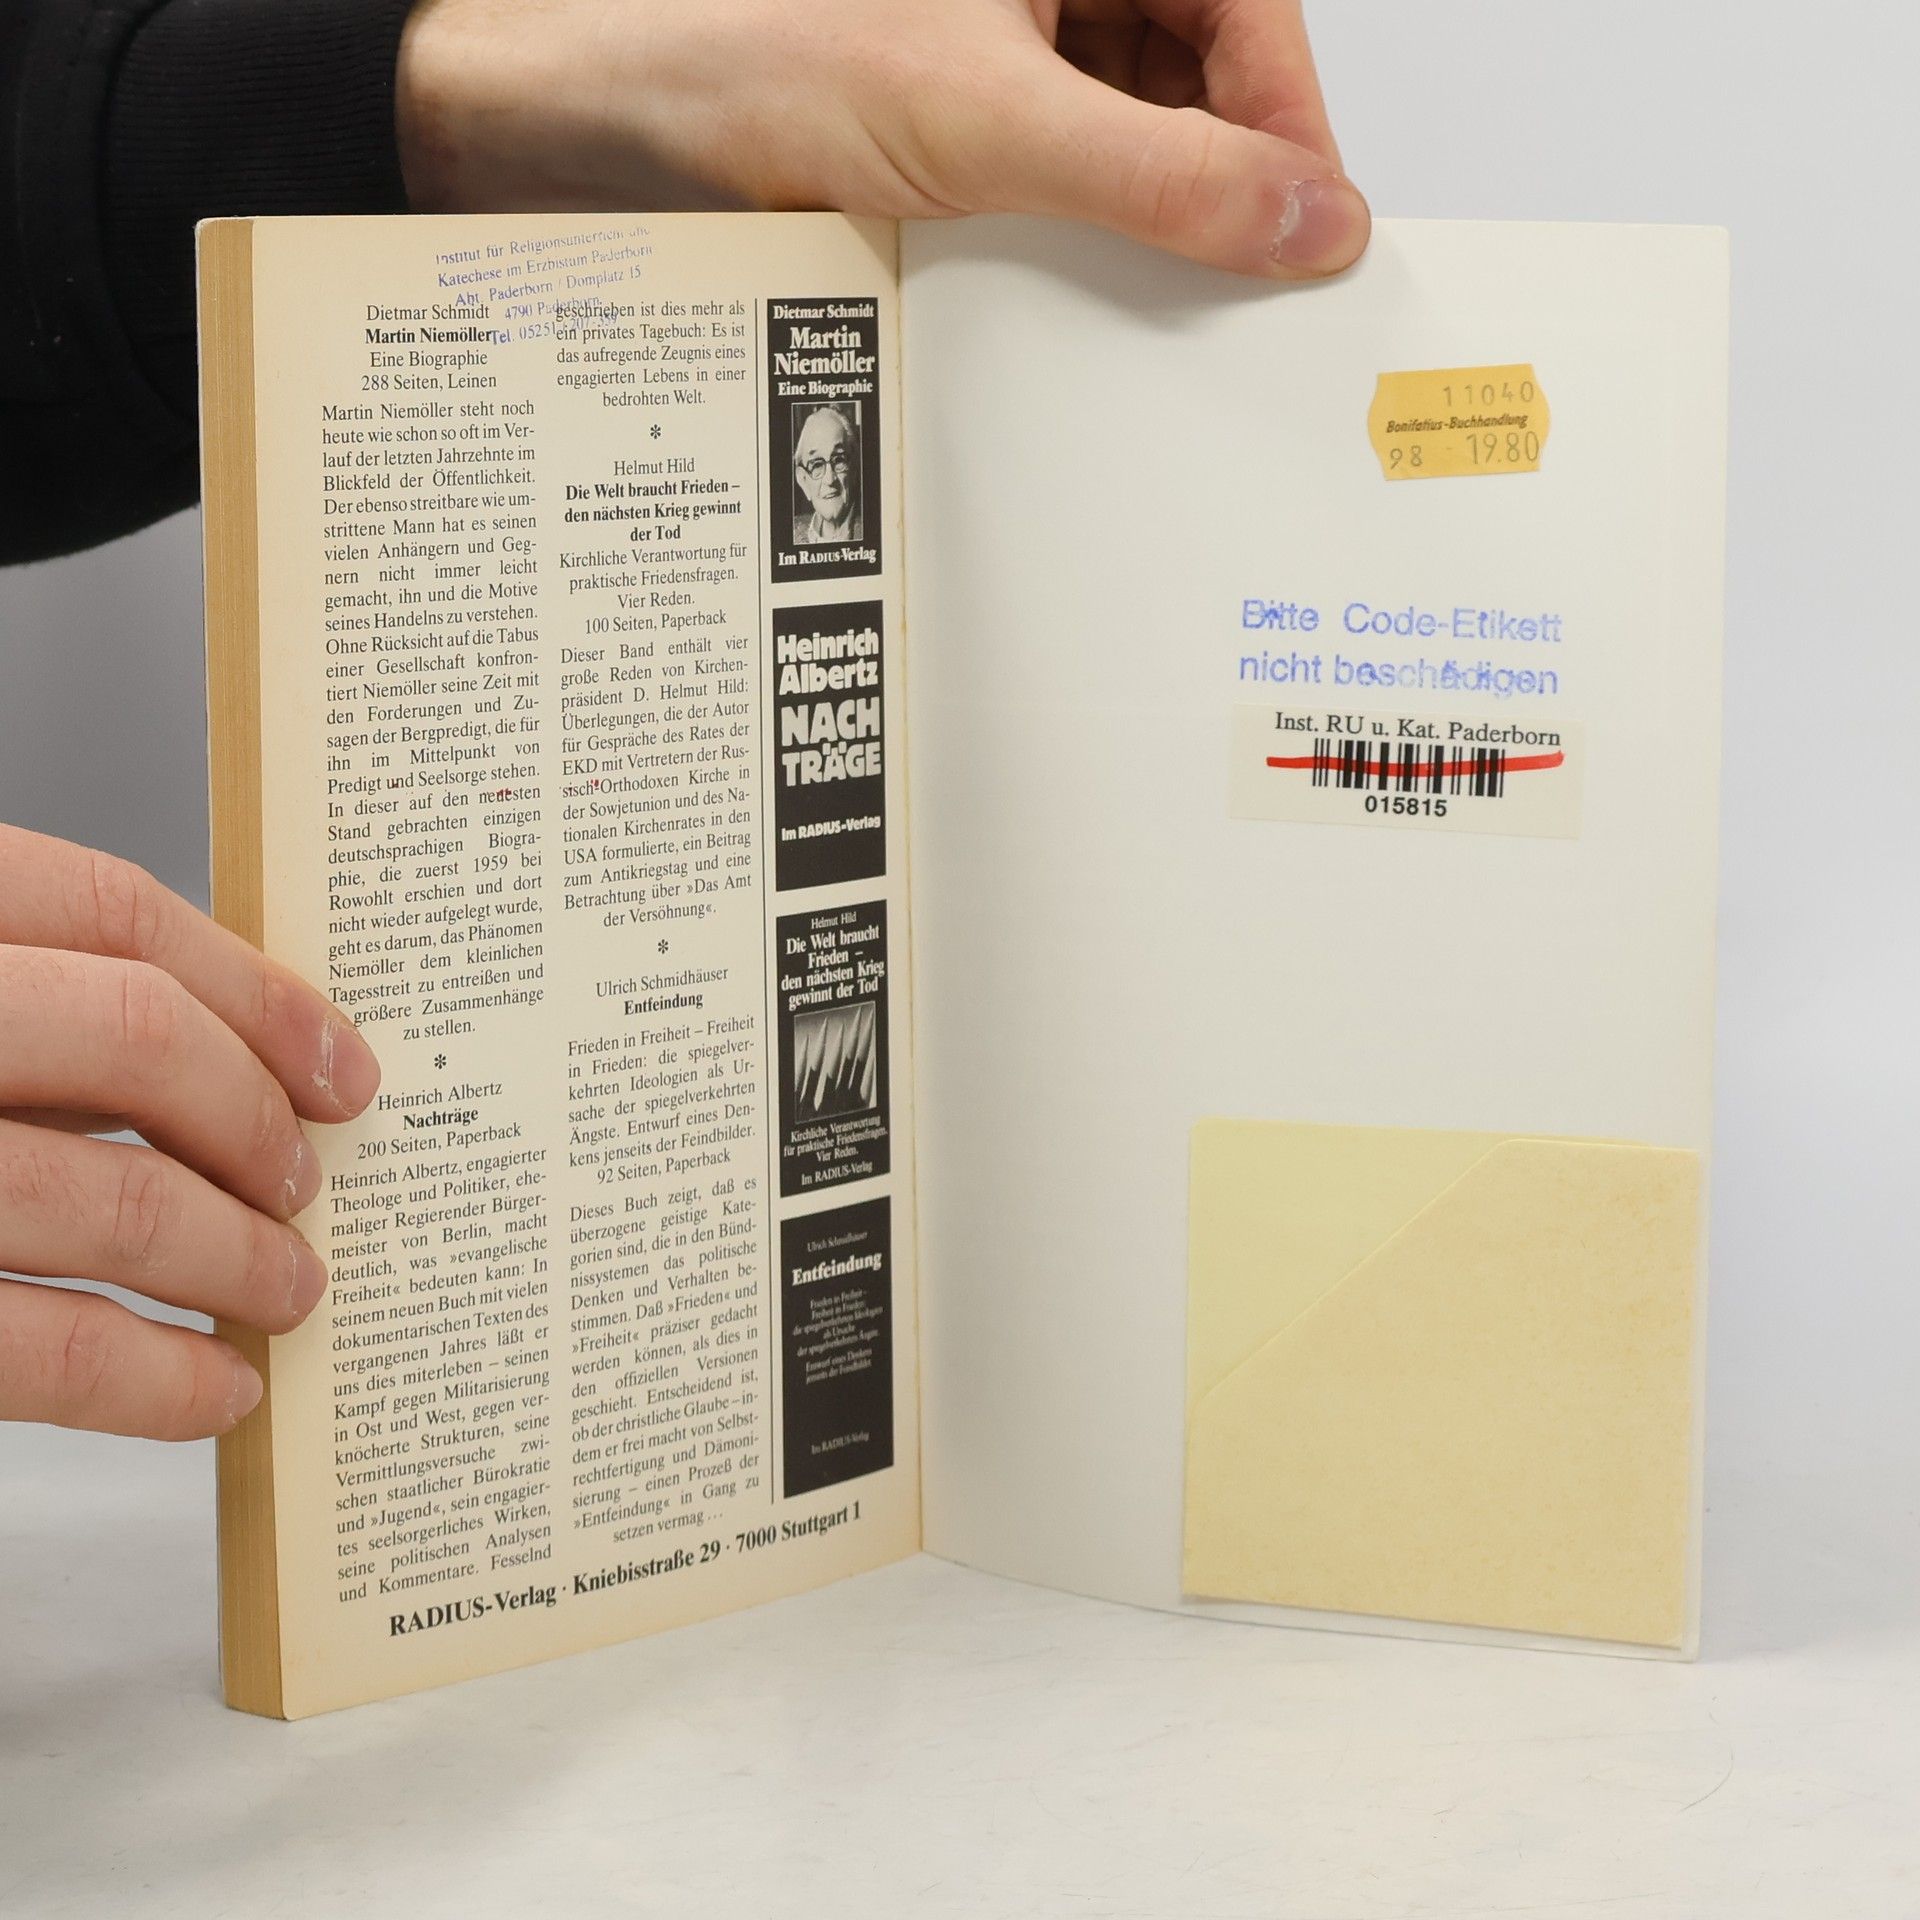 Institut für Religionsunterricht und
Katechese im Erzbistum Paderborn
Abt. Paderborn / Domplatz 15
4790 Paderborn
Tel. 05251 / 207-359
Dietmar Schmidt
Martin Niemöller
Eine Biographie
288 Seiten, Leinen
Martin Niemöller steht noch
heute wie schon so oft im Ver-
lauf der letzten Jahrzehnte im
Blickfeld der Öffentlichkeit.
Der ebenso streitbare wie um-
strittene Mann hat es seinen
vielen Anhängern und Geg-
nern nicht immer leicht
gemacht, ihn und die Motive
seines Handelns zu verstehen.
Ohne Rücksicht auf die Tabus
einer Gesellschaft konfron-
tiert Niemöller seine Zeit mit
den Forderungen und Zu-
sagen der Bergpredigt, die für
ihn im Mittelpunkt von
Predigt und Seelsorge stehen.
In dieser auf den neuesten
Stand gebrachten einzigen
deutschsprachigen Biogra-
phie, die zuerst 1959 bei
Rowohlt erschien und dort
nicht wieder aufgelegt wurde,
geht es darum, das Phänomen
Niemöller dem kleinlichen
Tagesstreit zu entreißen und
größere Zusammenhänge
zu stellen.
*
Heinrich Albertz
Nachträge
200 Seiten, Paperback
Heinrich Albertz, engagierter
Theologe und Politiker, ehe-
maliger Regierender Bürger-
meister von Berlin, macht
deutlich, was »evangelische
Freiheit« bedeuten kann: In
seinem neuen Buch mit vielen
dokumentarischen Texten des
vergangenen Jahres läßt er
uns dies miterleben – seinen
Kampf gegen Militarisierung
in Ost und West, gegen ver-
knöcherte Strukturen, seine
Vermittlungsversuche zwi-
schen staatlicher Bürokratie
und »Jugend«, sein engagier-
tes seelsorgerliches Wirken,
seine politischen Analysen
und Kommentare. Fesselnd
geschrieben ist dies mehr als
ein privates Tagebuch: Es ist
das aufregende Zeugnis eines
engagierten Lebens in einer
bedrohten Welt.
*
Helmut Hild
Die Welt braucht Frieden –
den nächsten Krieg gewinnt
der Tod
Kirchliche Verantwortung für
praktische Friedensfragen.
Vier Reden.
100 Seiten, Paperback
Dieser Band enthält vier
große Reden von Kirchen-
präsident D. Helmut Hild:
Überlegungen, die der Autor
für Gespräche des Rates der
EKD mit Vertretern der Rus-
sisch-Orthodoxen Kirche in
der Sowjetunion und des Na-
tionalen Kirchenrates in den
USA formulierte, ein Beitrag
zum Antikriegstag und eine
Betrachtung über »Das Amt
der Versöhnung«.
*
Ulrich Schmidhäuser
Entfeindung
Frieden in Freiheit – Freiheit
in Frieden: die spiegelver-
kehrten Ideologien als Ur-
sache der spiegelverkehrten
Ängste. Entwurf eines Den-
kens jenseits der Feindbilder.
92 Seiten, Paperback
Dieses Buch zeigt, daß es
überzogene geistige Kate-
gorien sind, die in den Bünd-
nissystemen das politische
Denken und Verhalten be-
stimmen. Daß »Frieden« und
»Freiheit« präziser gedacht
werden können, als dies in
den offiziellen Versionen
geschieht. Entscheidend ist,
ob der christliche Glaube – in-
dem er frei macht von Selbst-
rechtfertigung und Dämoni-
sierung – einen Prozeß der
»Entfeindung« in Gang zu
setzen vermag ...
Dietmar Schmidt
Martin
Niemöller
Eine Biographie
Im RADIUS-Verlag
Heinrich
Albertz
NACH
TRÄGE
Im RADIUS-Verlag
Helmut Hild
Die Welt braucht
Frieden –
den nächsten Krieg
gewinnt der Tod
Kirchliche Verantwortung
für praktische Friedensfragen.
Vier Reden.
Im RADIUS-Verlag
Ulrich Schmidhäuser
Entfeindung
Frieden in Freiheit –
Freiheit in Frieden:
die spiegelverkehrten Ideologien
als Ursache
der spiegelverkehrten Ängste.
Entwurf eines Denkens
jenseits der Feindbilder
Im RADIUS-Verlag
RADIUS-Verlag · Kniebisstraße 29 · 7000 Stuttgart 1
11040
Bonifatius-Buchhandlung
98 19.80
Bitte Code-Etikett
nicht beschädigen
Inst. RU u. Kat. Paderborn
015815